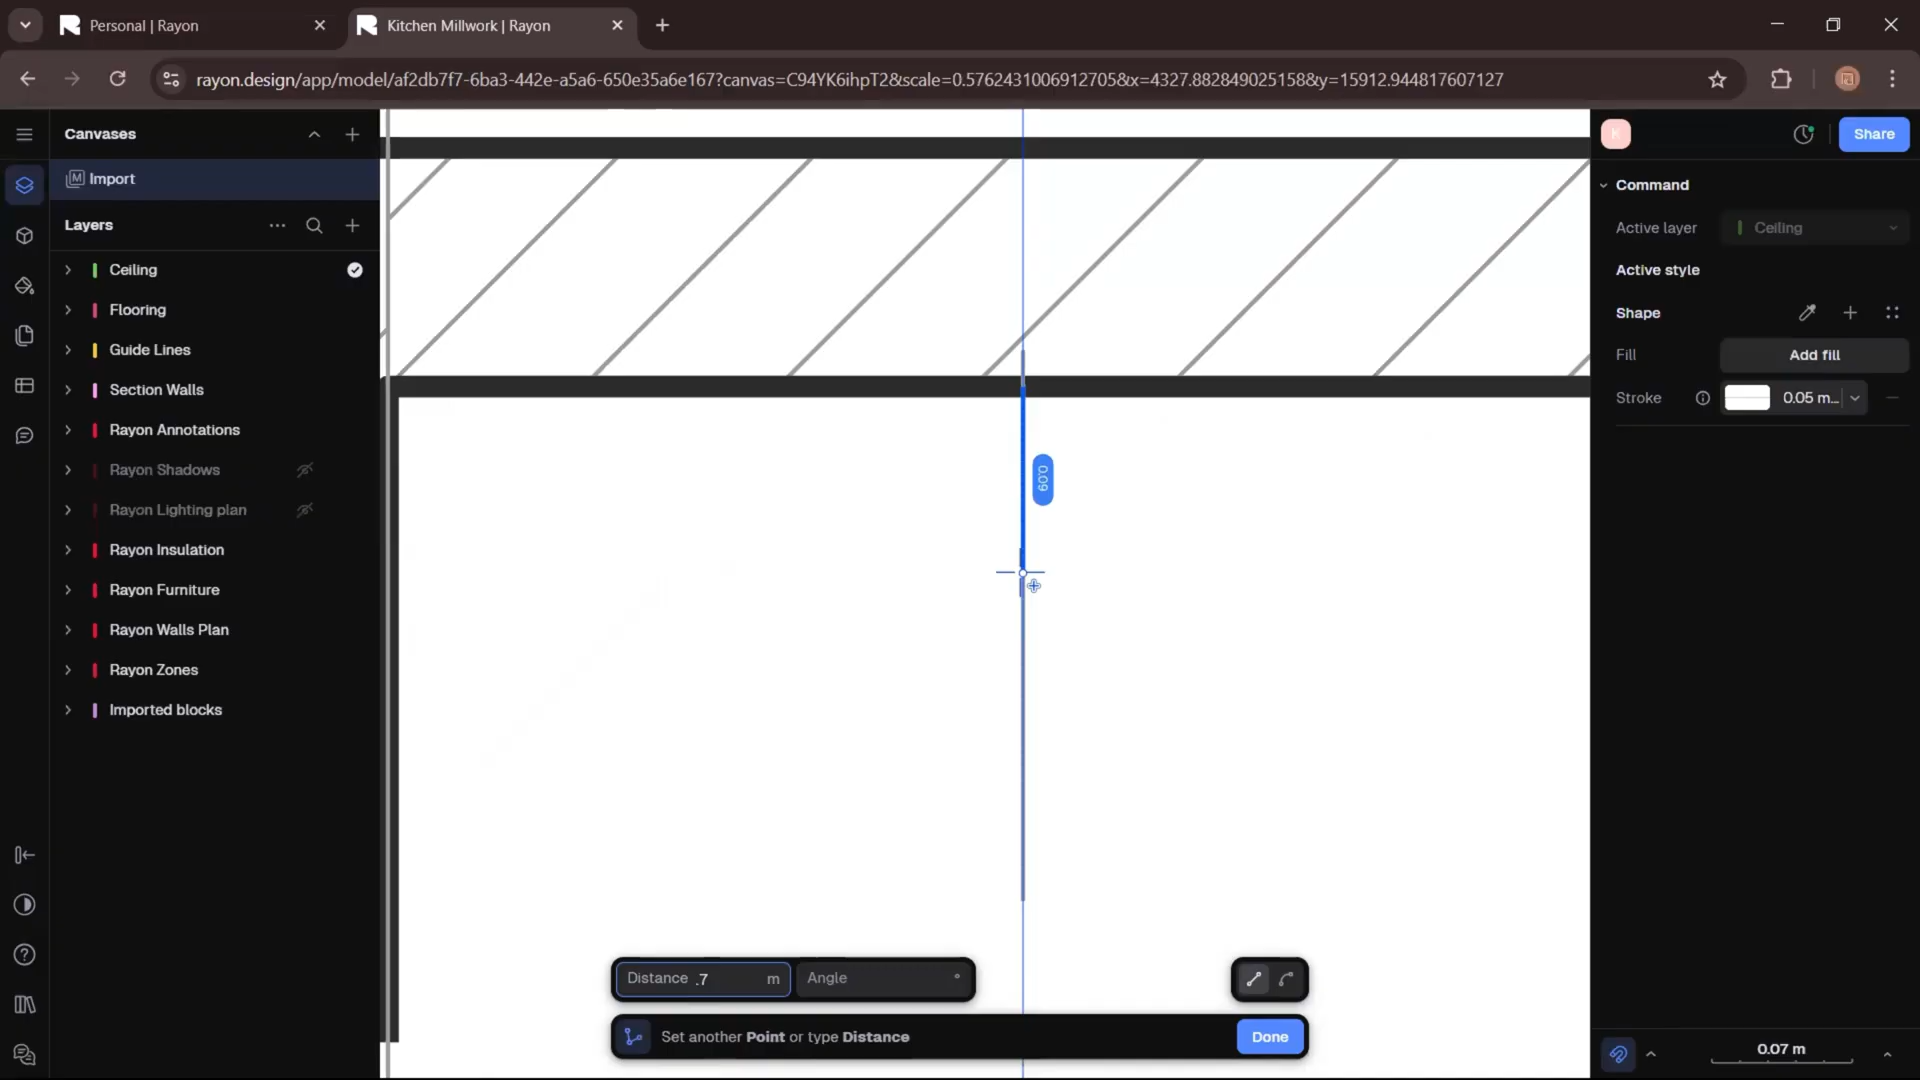 Personal | Rayon
Kitchen Millwork | Rayon
rayon.design/app/model/af2db7f7-6ba3-442e-a5a6-650e35a6e167?canvas=C94YK6ihpT2&scale=0.5762431006912705&x=4327.882849025158&y=15912.944817607127
Canvases
Import
Layers
Ceiling
Flooring
Guide Lines
Section Walls
Rayon Annotations
Rayon Shadows
Rayon Lighting plan
Rayon Insulation
Rayon Furniture
Rayon Walls Plan
Rayon Zones
Imported blocks
0.09
Distance .7 m Angle °
Set another Point or type Distance Done
K
Share
Command
Active layer Ceiling
Active style
Shape
Fill Add fill
Stroke 0.05 m...
0.07 m